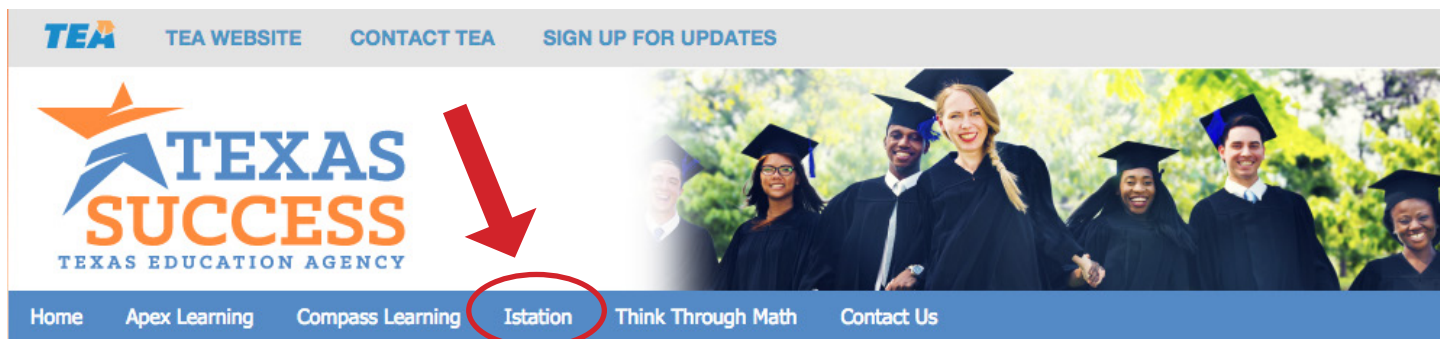 TEA TEA WEBSITE CONTACT TEA SIGN UP FOR UPDATES
TEXAS
SUCCESS
TEXAS EDUCATION AGENCY
Home Apex Learning Compass Learning Istation Think Through Math Contact Us